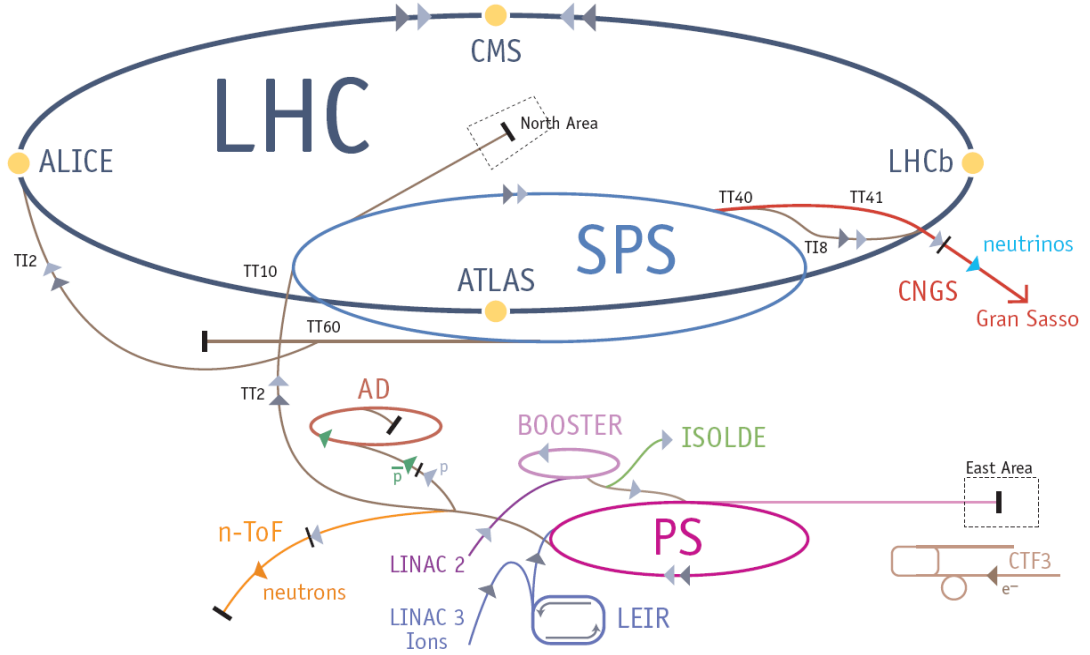 CMS
LHC
North Area
ALICE
LHCb
TT40
TT41
SPS
TI8
neutrinos
TI2
TT10
ATLAS
CNGS
Gran Sasso
TT60
TT2
AD
BOOSTER
ISOLDE
p
p
East Area
n-ToF
PS
LINAC 2
CTF3
neutrons
e−
LINAC 3
Ions
LEIR